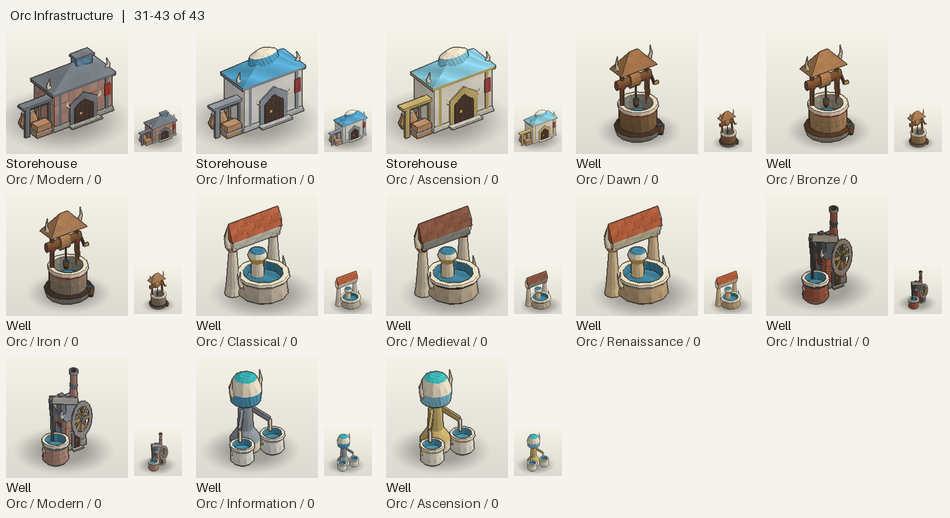 Orc Infrastructure | 31-43 of 43
Storehouse
Orc / Modern / 0
Storehouse
Orc / Information / 0
Storehouse
Orc / Ascension / 0
Well
Orc / Dawn / 0
Well
Orc / Bronze / 0
Well
Orc / Iron / 0
Well
Orc / Classical / 0
Well
Orc / Medieval / 0
Well
Orc / Renaissance / 0
Well
Orc / Industrial / 0
Well
Orc / Modern / 0
Well
Orc / Information / 0
Well
Orc / Ascension / 0